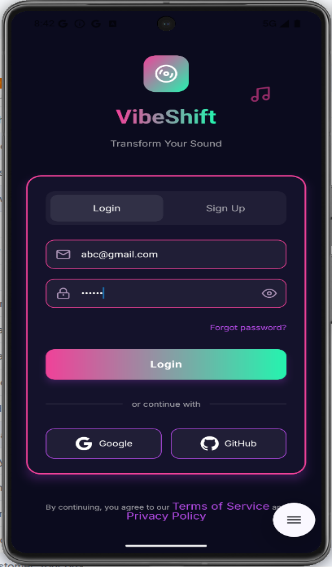 VibeShift
Transform Your Sound
Login Sign Up
abc@gmail.com
••••••
Forgot password?
Login
or continue with
Google GitHub
By continuing, you agree to our Terms of Service
Privacy Policy